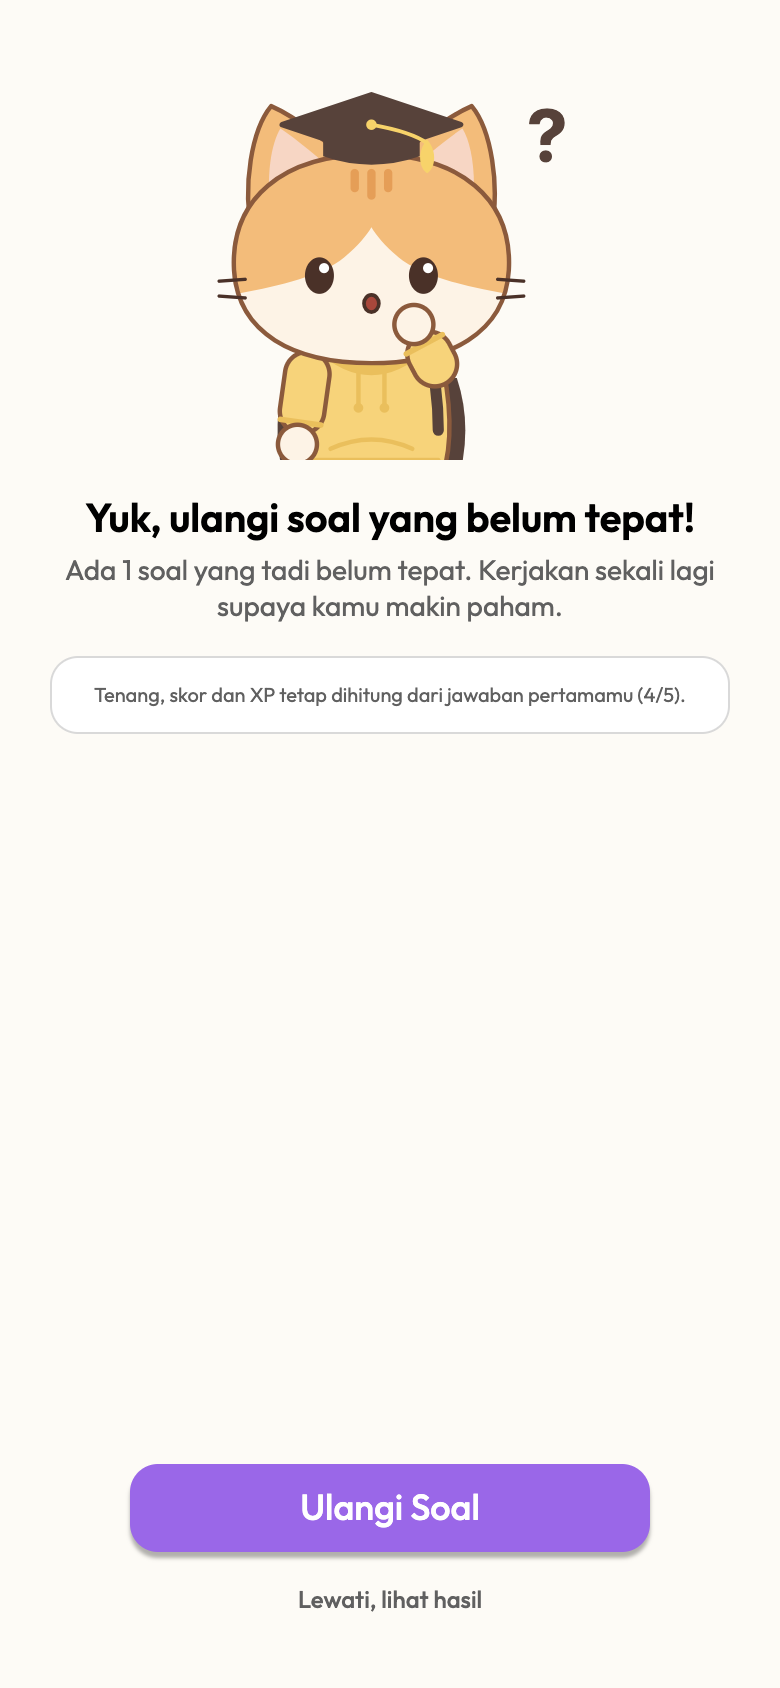 ?
Yuk, ulangi soal yang belum tepat!
Ada 1 soal yang tadi belum tepat. Kerjakan sekali lagi
supaya kamu makin paham.
Tenang, skor dan XP tetap dihitung dari jawaban pertamamu (4/5).
Ulangi Soal
Lewati, lihat hasil